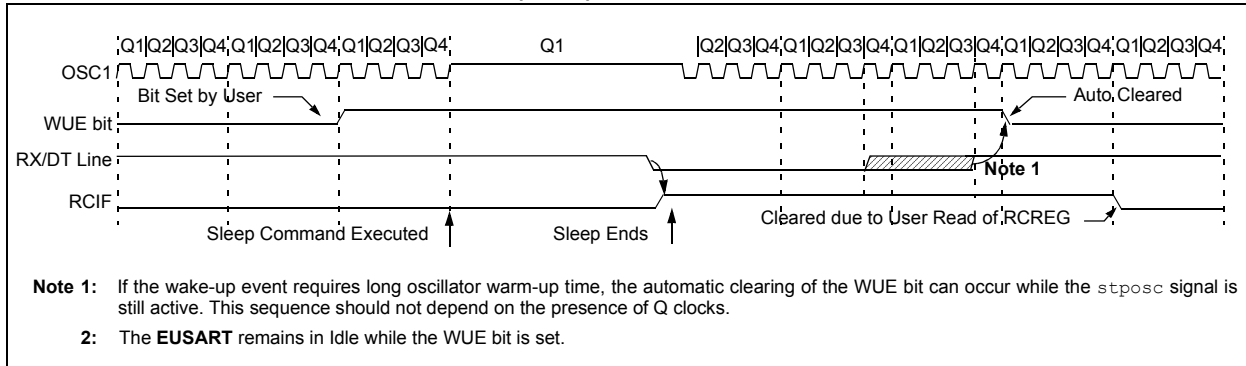 Q1|Q2|Q3|Q4|Q1|Q2|Q3|Q4|Q1|Q2|Q3|Q4 Q1 |Q2|Q3|Q4|Q1|Q2|Q3|Q4|Q1|Q2|Q3|Q4|Q1|Q2|Q3|Q4|Q1|Q2|Q3|Q4
OSC1
Bit Set by User Auto Cleared
WUE bit
RX/DT Line
Note 1
RCIF
Cleared due to User Read of RCREG
Sleep Command Executed Sleep Ends
Note 1: If the wake-up event requires long oscillator warm-up time, the automatic clearing of the WUE bit can occur while the stposc signal is
still active. This sequence should not depend on the presence of Q clocks.
2: The EUSART remains in Idle while the WUE bit is set.